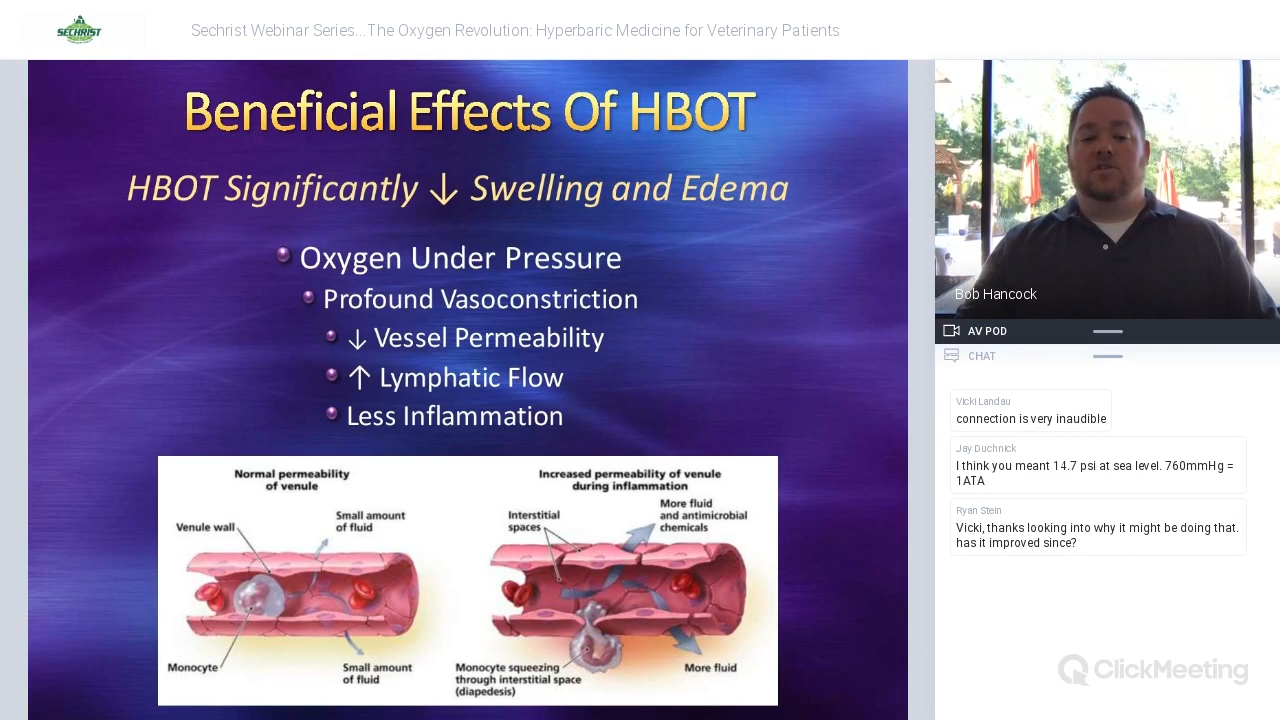 SECHRIST
Sechrist Webinar Series...The Oxygen Revolution: Hyperbaric Medicine for Veterinary Patients
Beneficial Effects Of HBOT
HBOT Significantly ↓ Swelling and Edema
Oxygen Under Pressure
Profound Vasoconstriction
↓ Vessel Permeability
↑ Lymphatic Flow
Less Inflammation
Normal permeability
of venule
Venule wall
Small amount
of fluid
Monocyte
Small amount
of fluid
Increased permeability of venule
during inflammation
Interstitial
spaces
More fluid
and antimicrobial
chemicals
Monocyte squeezing
through interstitial space
(diapedesis)
More fluid
Bob Hancock
AV POD
CHAT
Vicki Landau
connection is very inaudible
Jay Duchnick
I think you meant 14.7 psi at sea level. 760mmHg =
1ATA
Ryan Stein
Vicki, thanks looking into why it might be doing that.
has it improved since?
ClickMeeting